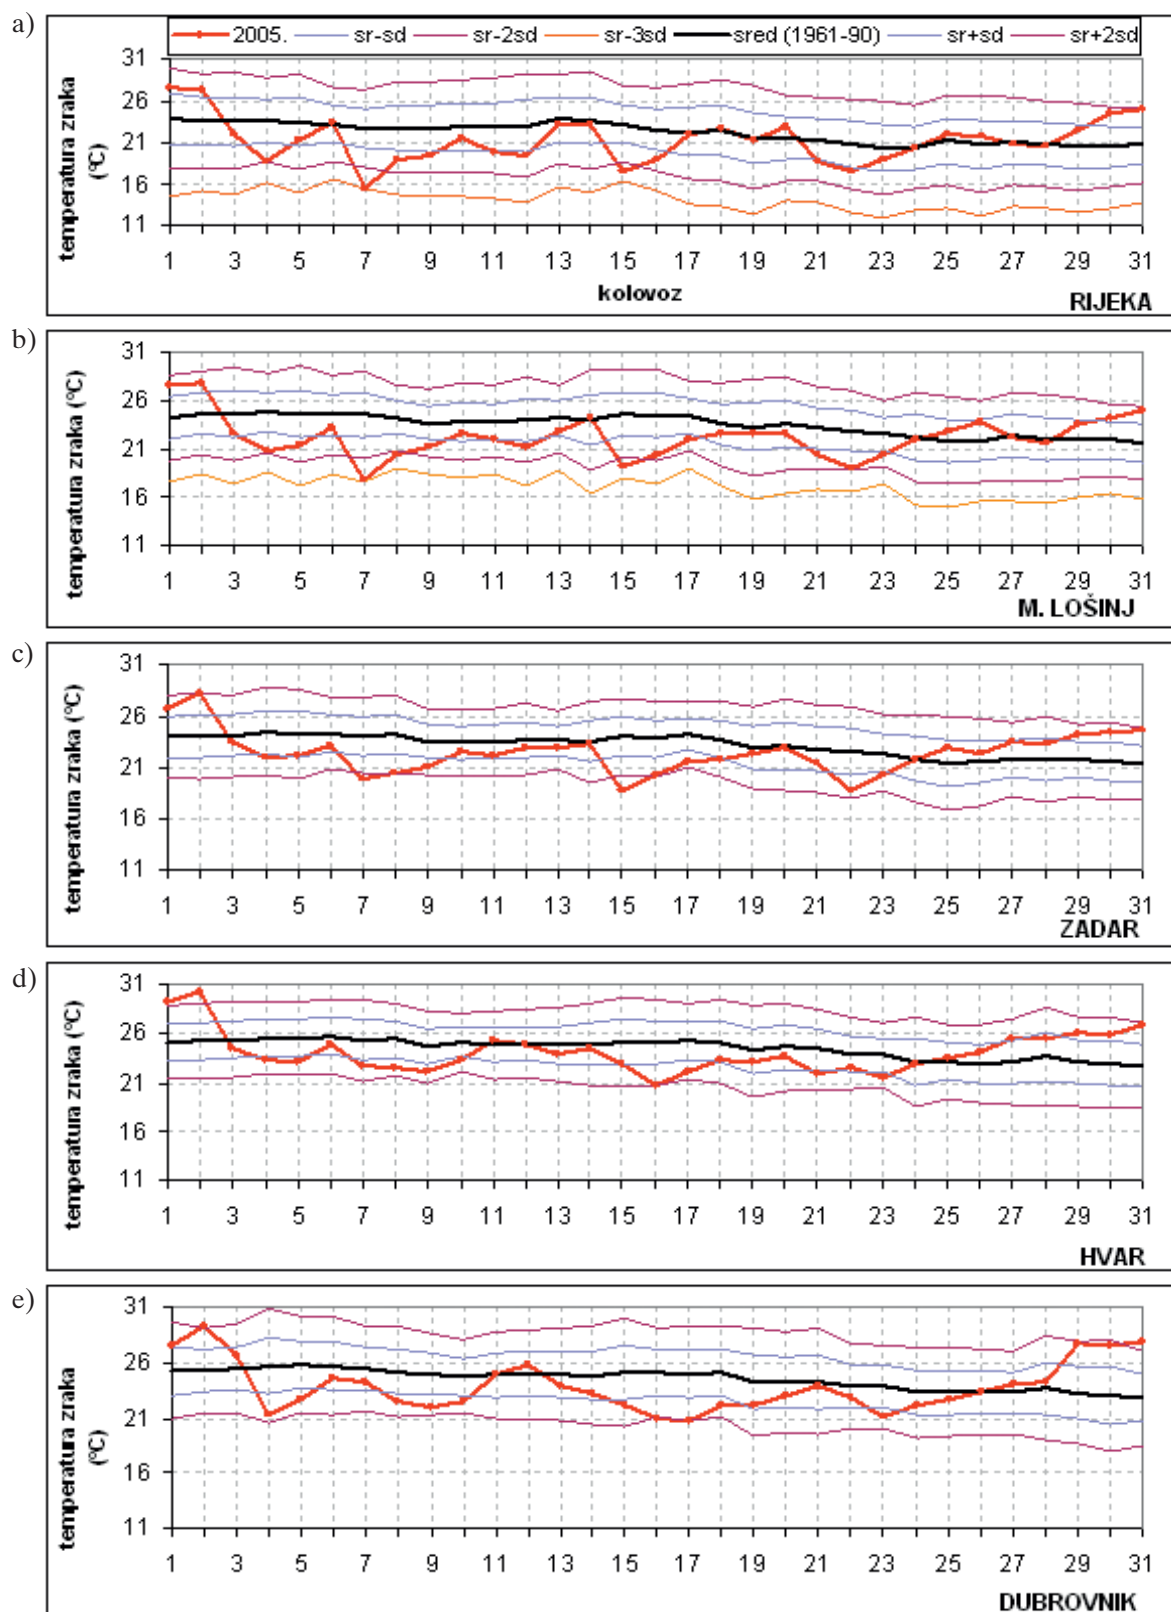 a)
2005. sr-sd sr-2sd sr-3sd sred (1961-90) sr+sd sr+2sd
temperatura zraka
(°C)
31
26
21
16
11
1 3 5 7 9 11 13 15 17 19 21 23 25 27 29 31
kolovoz
RIJEKA
b)
temperatura zraka (°C)
31
26
21
16
11
1 3 5 7 9 11 13 15 17 19 21 23 25 27 29 31
M. LOŠINJ
c)
temperatura zraka (°C)
31
26
21
16
11
1 3 5 7 9 11 13 15 17 19 21 23 25 27 29 31
ZADAR
d)
temperatura zraka (°C)
31
26
21
16
11
1 3 5 7 9 11 13 15 17 19 21 23 25 27 29 31
HVAR
e)
temperatura zraka
(°C)
31
26
21
16
11
1 3 5 7 9 11 13 15 17 19 21 23 25 27 29 31
DUBROVNIK